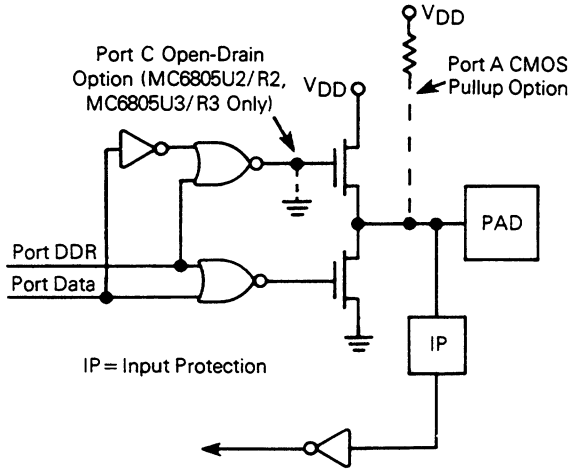 VDD
Port C Open-Drain
Option (MC6805U2/R2,
MC6805U3/R3 Only)
Port A CMOS
Pullup Option
VDD
PAD
Port DDR
Port Data
IP
IP = Input Protection